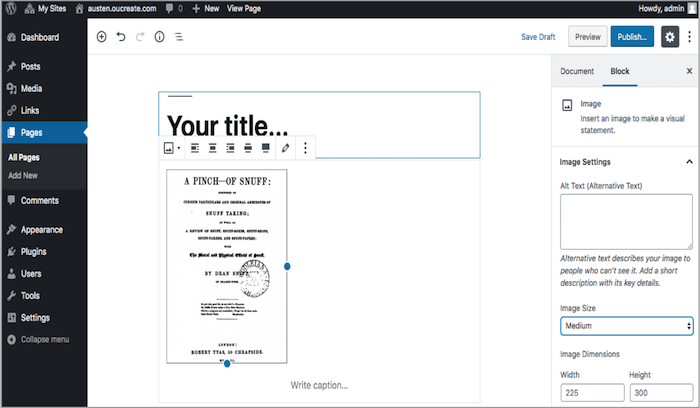 My Sites austen.oucreate.com 0 + New View Page Howdy, admin
Dashboard
Posts
Media
Links
Pages
All Pages
Add New
Comments
Appearance
Plugins
Users
Tools
Settings
Collapse menu
Save Draft Preview Publish...
Your title...
A PINCH—OF SNUFF:
CURIOUS PARTICULARS AND ORIGINAL ANECDOTES OF
SNUFF TAKING;
AS WELL AS
A REVIEW OF SNUFF, SNUFF-BOXES, SNUFF-SHOPS,
SNUFF-TAKERS, AND SNUFF-PAPERS;
WITH
The Moral and Physical Effects of Snuff.
BY DEAN SNIFF,
LONDON:
ROBERT TYAS, 50 CHEAPSIDE.
Write caption...
Document Block
Image
Insert an image to make a visual
statement.
Image Settings
Alt Text (Alternative Text)
Alternative text describes your image to
people who can't see it. Add a short
description with its key details.
Image Size
Medium
Image Dimensions
Width Height
225 300